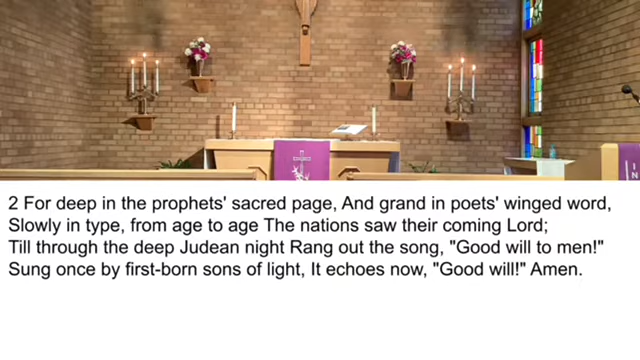 2 For deep in the prophets' sacred page, And grand in poets' winged word,
Slowly in type, from age to age The nations saw their coming Lord;
Till through the deep Judean night Rang out the song, "Good will to men!"
Sung once by first-born sons of light, It echoes now, "Good will!" Amen.
I
N